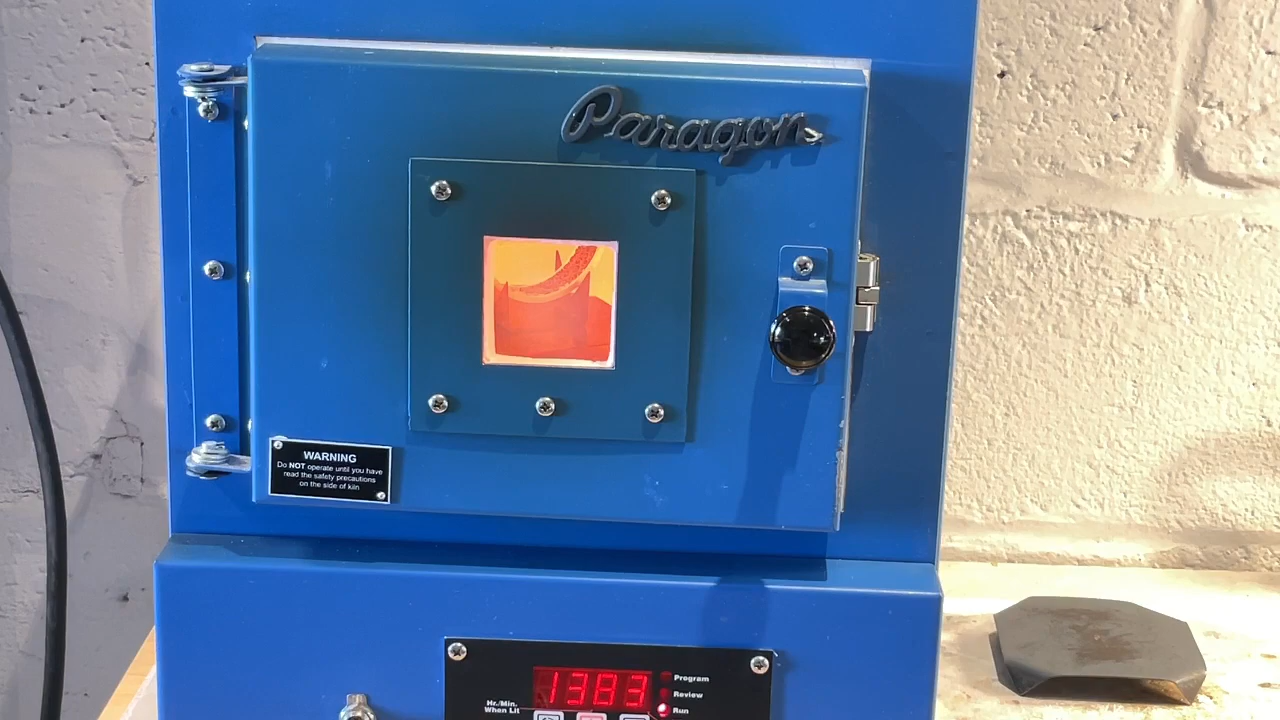 Paragon
WARNING
Do NOT operate until you have
read the safety precautions
on the side of kiln
1383
Program
Review
Run
Hr./Min.
When Lit